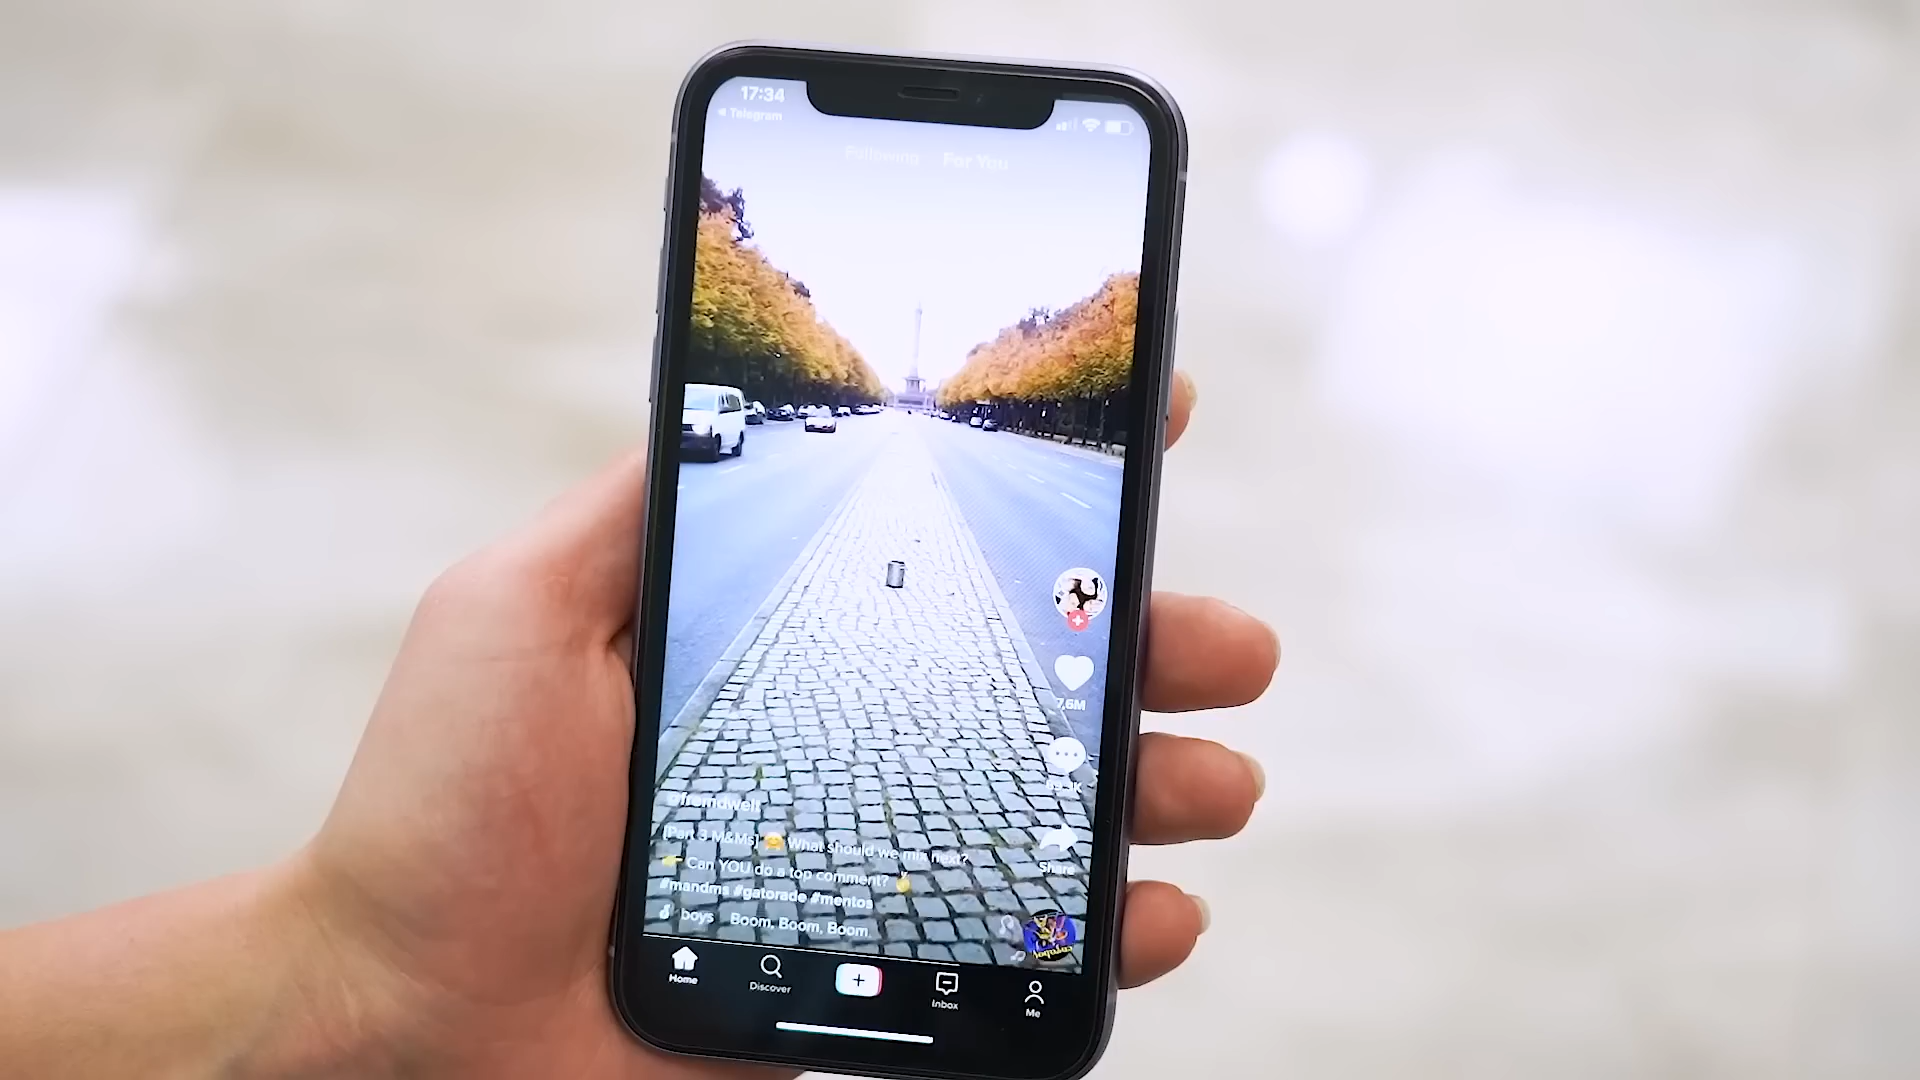 17:34
◀ Telegram
Following For You
7,6M
@fremdwelt
[Part 3 M&Ms] 🤗 What should we mix next?
👉 Can YOU do a top comment? ✌️
#mandms #gatorade #mentos
boys Boom, Boom, Boom
Share
Home
Discover
Inbox
Me